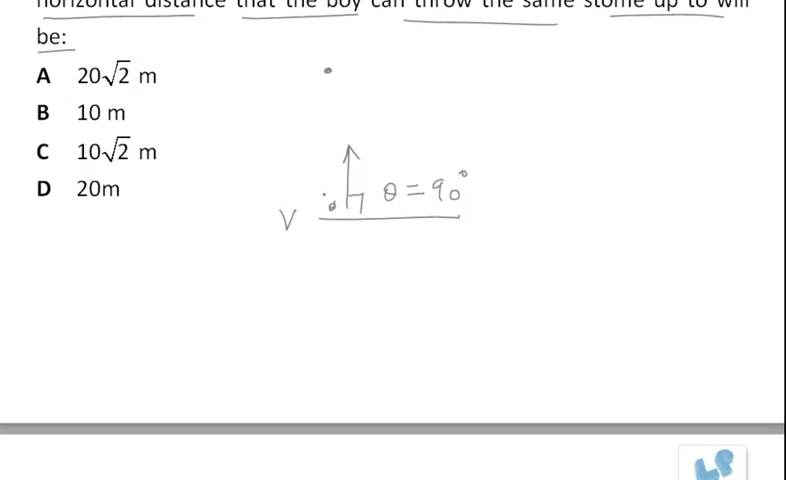 horizontal distance that the boy can throw the same stone up to will
be:
A 20√2 m
B 10 m
C 10√2 m
D 20m
θ = 90°
V
LP